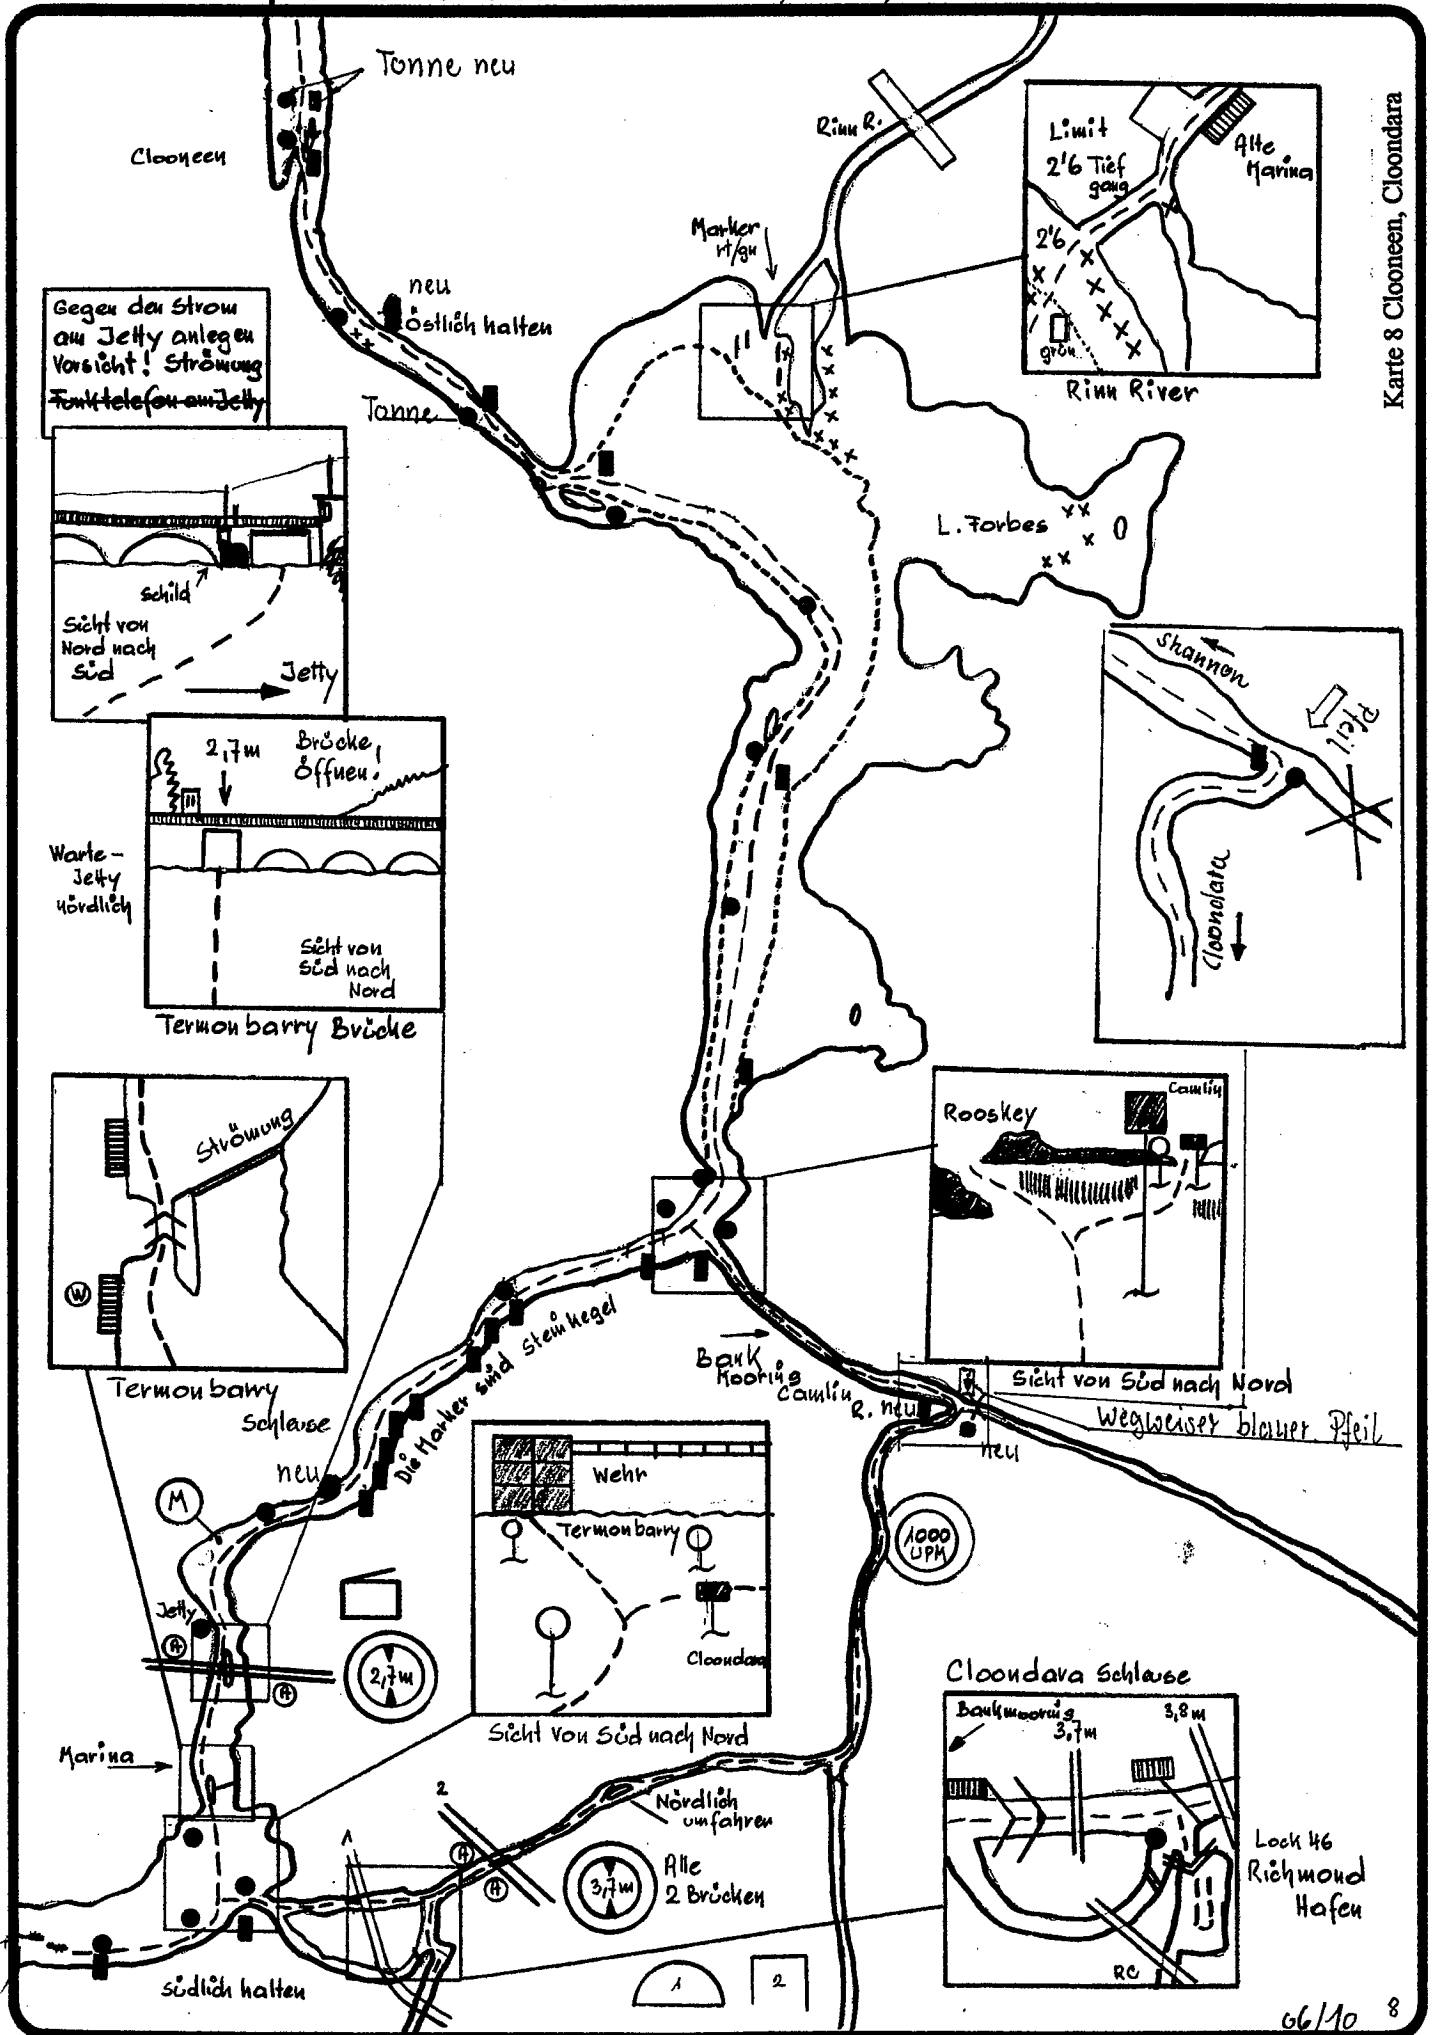 Tonne neu
Clooneen
Rinn R.
Limit
2'6 Tief
gang
Alte
Marina
2'6
grün
Rinn River
Karte 8 Clooneen, Cloondara
Marker
rt/gn
neu
Östlich halten
Gegen den Strom
am Jetty anlegen
Vorsicht! Strömung
Funktelefon am Jetty
Tonne
L. Forbes
Schild
Sicht von
Nord nach
Süd
Jetty
Shannon
Pfeil
Cloondara
2,7m
Brücke
Öffnen!
Warte-
Jetty
nördlich
Sicht von
Süd nach
Nord
Termonbarry Brücke
Rooskey
Camlin
Sicht von Süd nach Nord
Strömung
W
Termonbarry
Schleuse
Die Marker sind Steinkegel
Bank
Mooring
Camlin
R. neu
neu
Wegweiser blauer Pfeil
neu
M
Wehr
Termonbarry
Cloondara
Sicht von Süd nach Nord
1000
UPM
Jetty
A
A
2,7m
Marina
Cloondara Schleuse
Bankmooring
3,7m
3,8m
Lock 46
Richmond
Hafen
RC
2
1
A
A
Nördlich
umfahren
3,7m
Alle
2 Brücken
Südlich halten
1
2
06/10
8